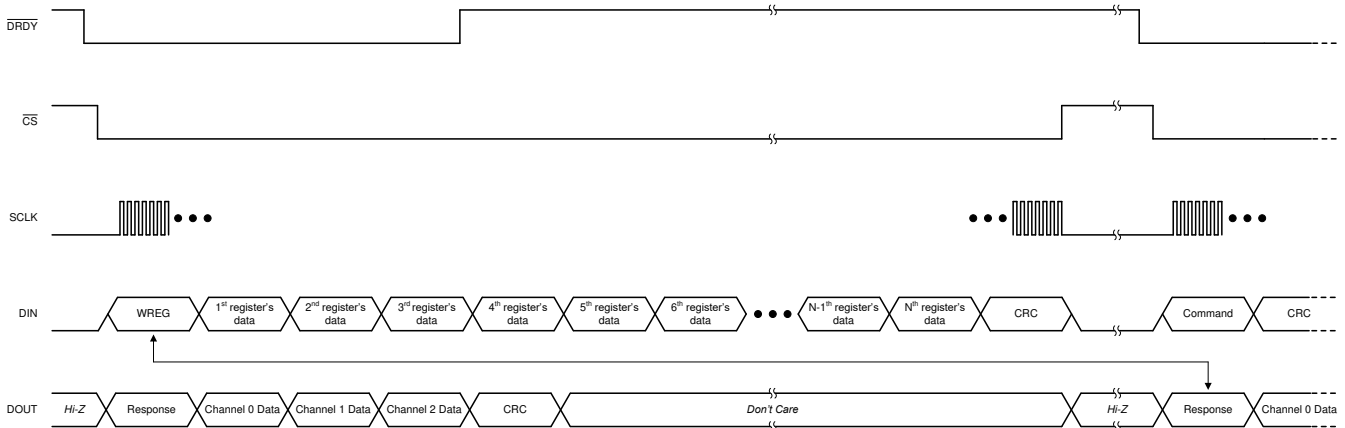 DRDY
CS
SCLK
DIN
WREG
1st register's
data
2nd register's
data
3rd register's
data
4th register's
data
5th register's
data
6th register's
data
N-1th register's
data
Nth register's
data
CRC
Command
CRC
DOUT
Hi-Z
Response
Channel 0 Data
Channel 1 Data
Channel 2 Data
CRC
Don't Care
Hi-Z
Response
Channel 0 Data